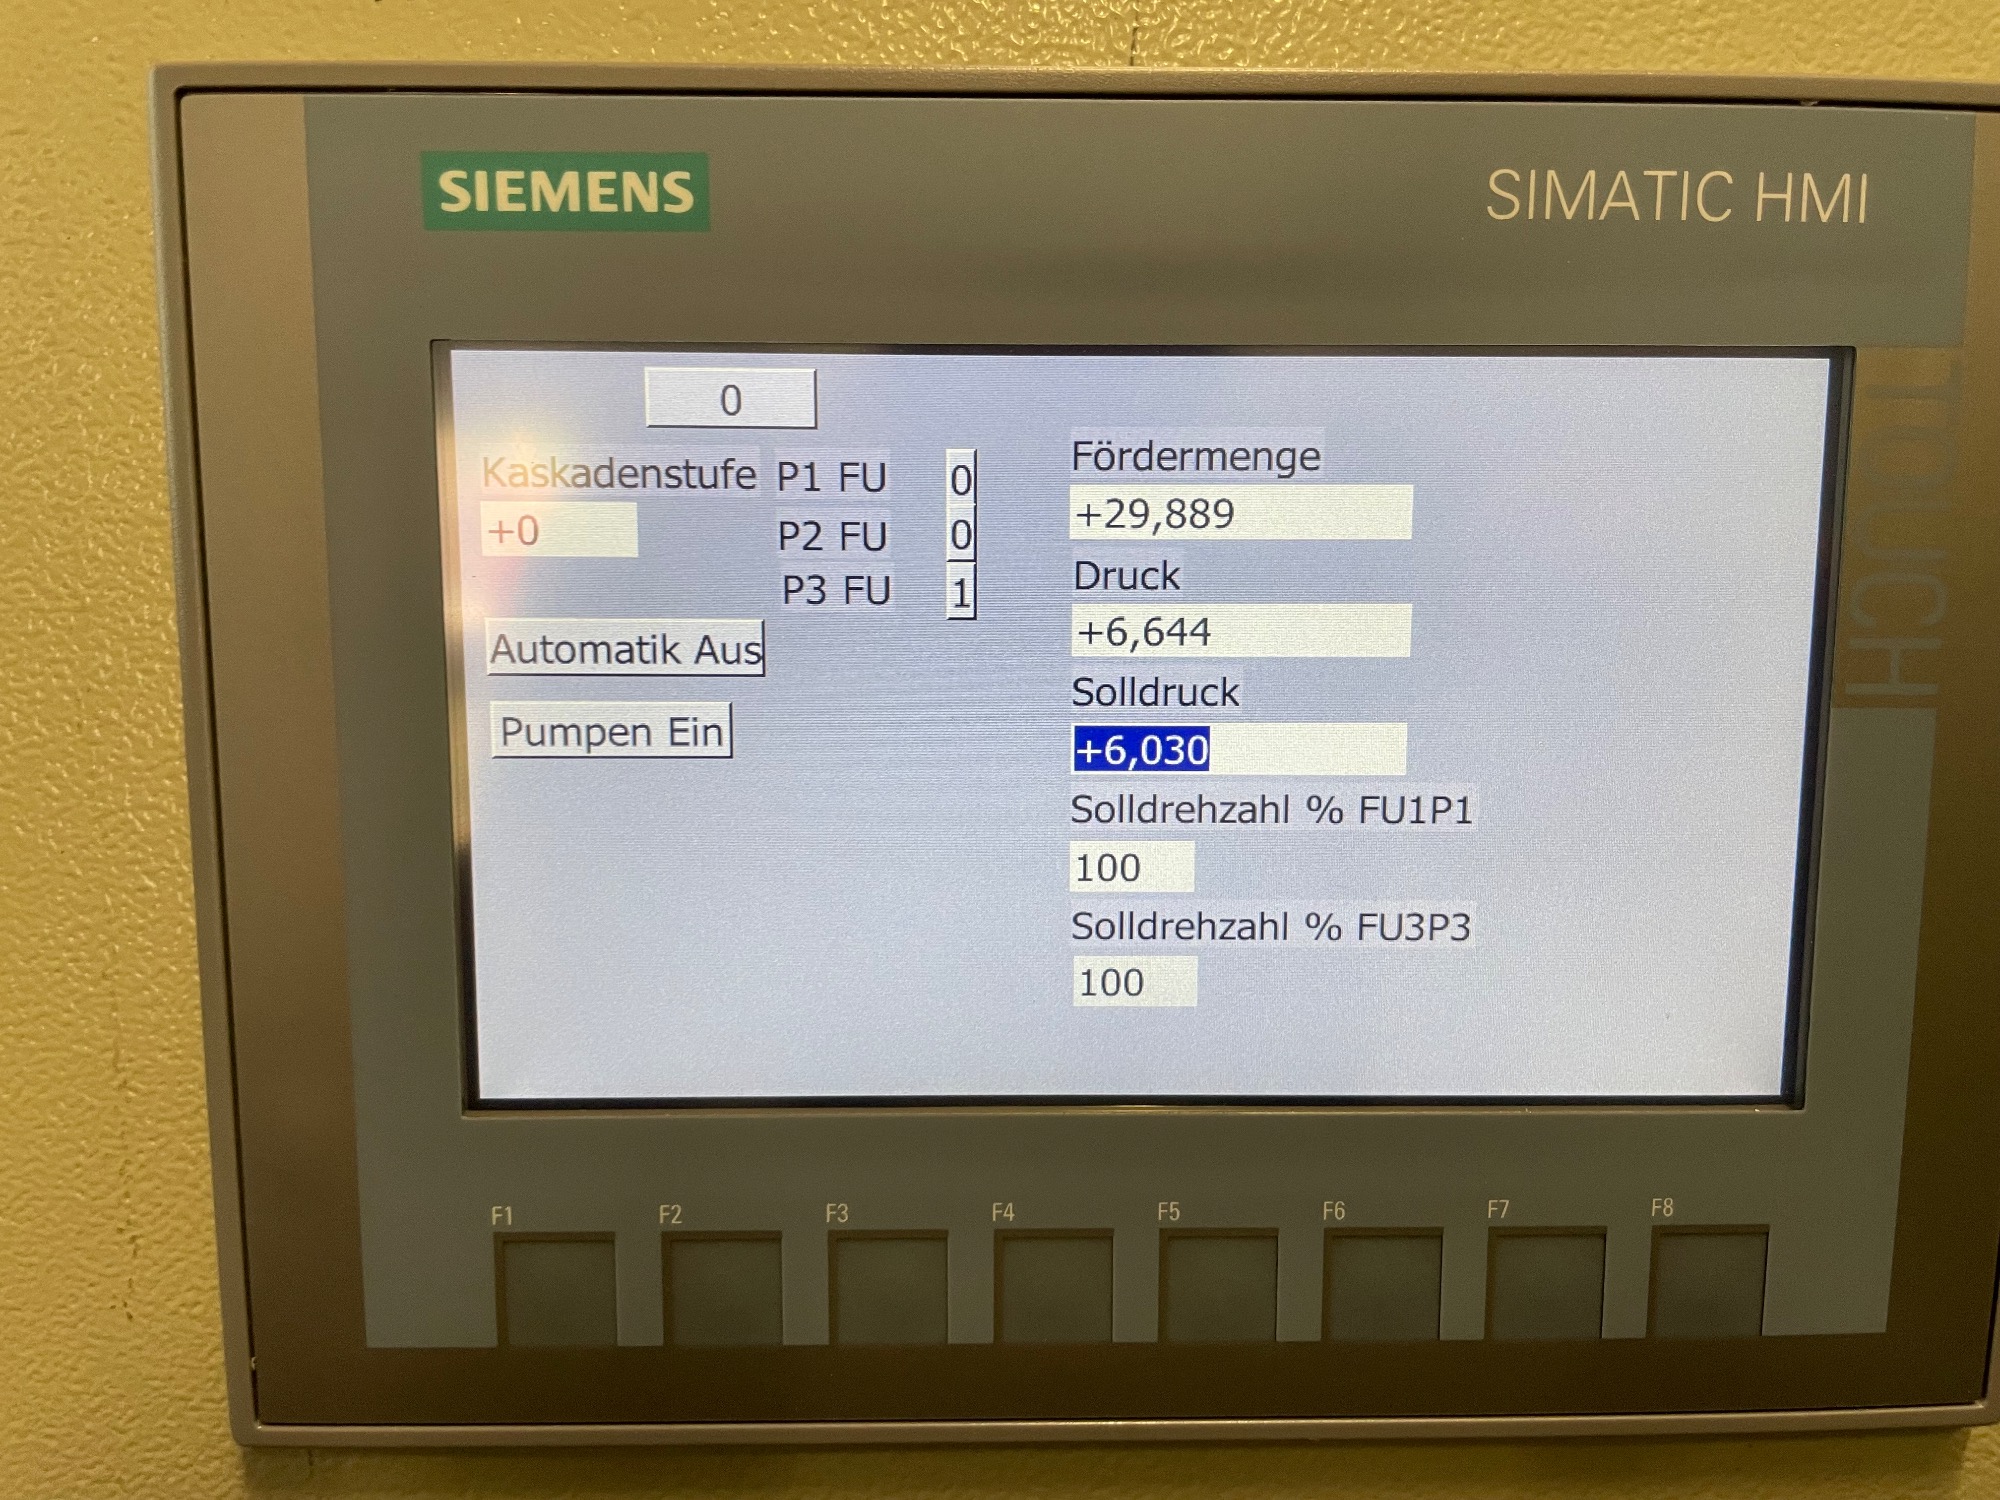 SIEMENS
SIMATIC HMI
TOUCH
0
Kaskadenstufe
+0
P1 FU 0
P2 FU 0
P3 FU 1
Automatik Aus
Pumpen Ein
Fördermenge
+29,889
Druck
+6,644
Solldruck
+6,030
Solldrehzahl % FU1P1
100
Solldrehzahl % FU3P3
100
F1 F2 F3 F4 F5 F6 F7 F8